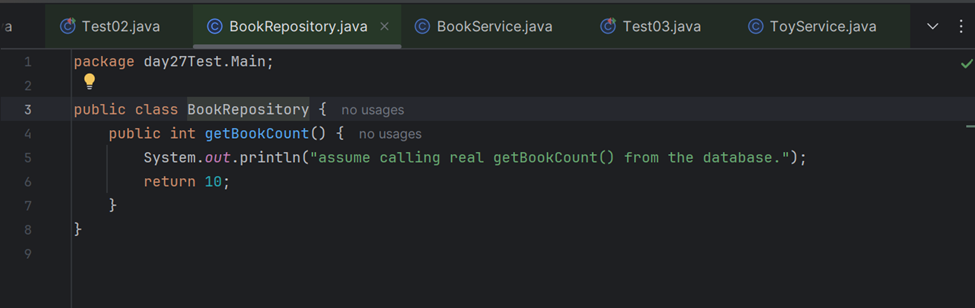 a Test02.java BookRepository.java BookService.java Test03.java ToyService.java
1 package day27Test.Main;
2
3 public class BookRepository { no usages
4 public int getBookCount() { no usages
5 System.out.println("assume calling real getBookCount() from the database.");
6 return 10;
7 }
8 }
9